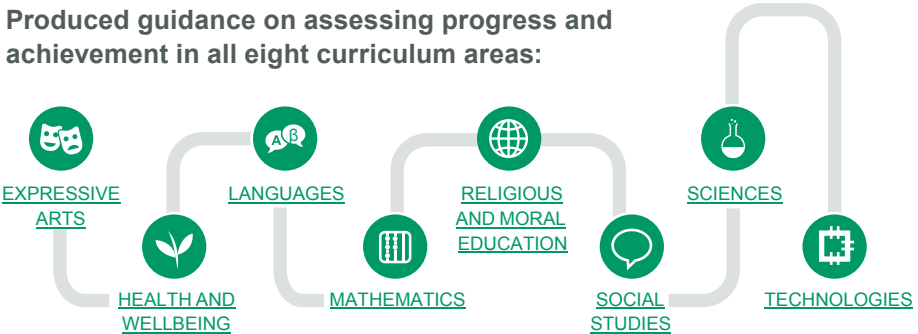 Produced guidance on assessing progress and
achievement in all eight curriculum areas:
EXPRESSIVE
ARTS
HEALTH AND
WELLBEING
A β
LANGUAGES
MATHEMATICS
RELIGIOUS
AND MORAL
EDUCATION
SOCIAL
STUDIES
SCIENCES
TECHNOLOGIES